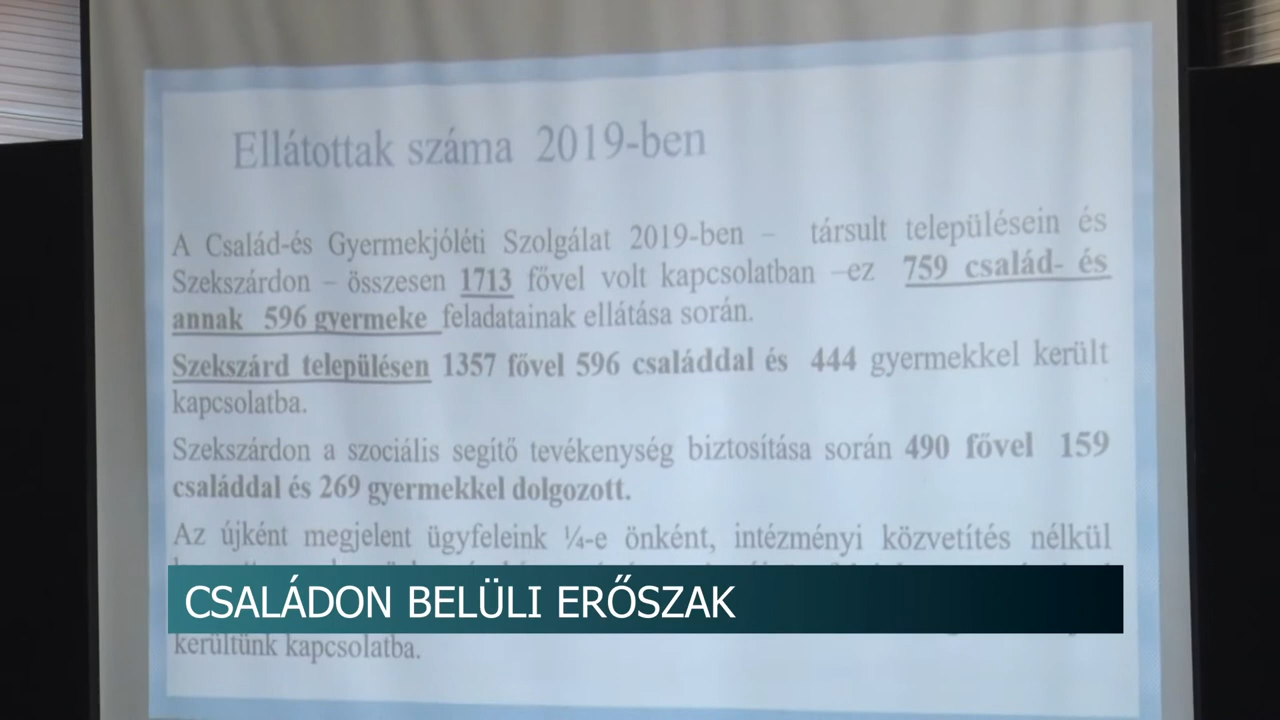 Ellátottak száma 2019-ben
A Család-és Gyermekjóléti Szolgálat 2019-ben – társult településein és
Szekszárdon – összesen 1713 fővel volt kapcsolatban –ez 759 család- és
annak 596 gyermeke feladatainak ellátása során.
Szekszárd településen 1357 fővel 596 családdal és 444 gyermekkel került
kapcsolatba.
Szekszárdon a szociális segítő tevékenység biztosítása során 490 fővel 159
családdal és 269 gyermekkel dolgozott.
Az újként megjelent ügyfeleink ¼-e önként, intézményi közvetítés nélkül
CSALÁDON BELÜLI ERŐSZAK
kerültünk kapcsolatba.